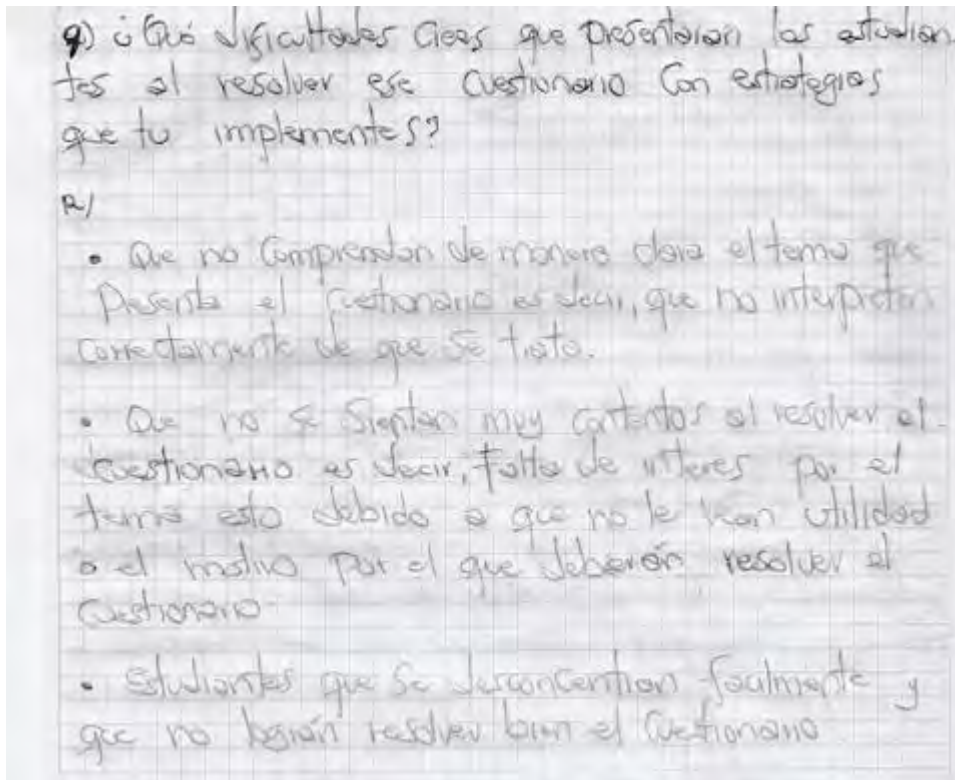 9) ¿Qué dificultades crees que presentarían los estudian
tes al resolver ese cuestionario con estrategias
que tu implementes?
R/
• Que no comprendan de manera clara el tema que
presenta el cuestionario es decir, que no interpreten
correctamente de que se trata.
• Que no se sientan muy contentos al resolver el
cuestionario es decir, falta de interes por el
tema esto debido a que no le vean utilidad
o el motivo por el que deberán resolver el
cuestionario
• Estudiantes que se desconcentran facilmente y
que no logran resolver bien el cuestionario